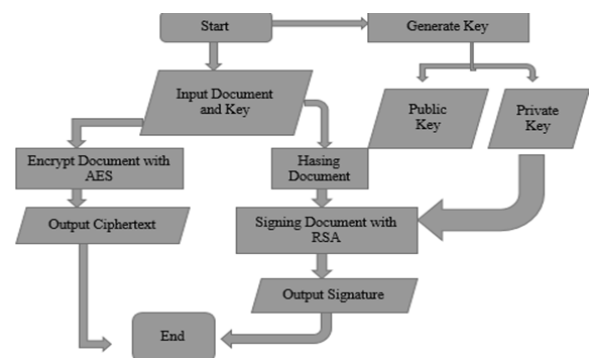 Start
Generate Key
Input Document
and Key
Public
Key
Private
Key
Encrypt Document with
AES
Hasing
Document
Output Ciphertext
Signing Document with
RSA
Output Signature
End